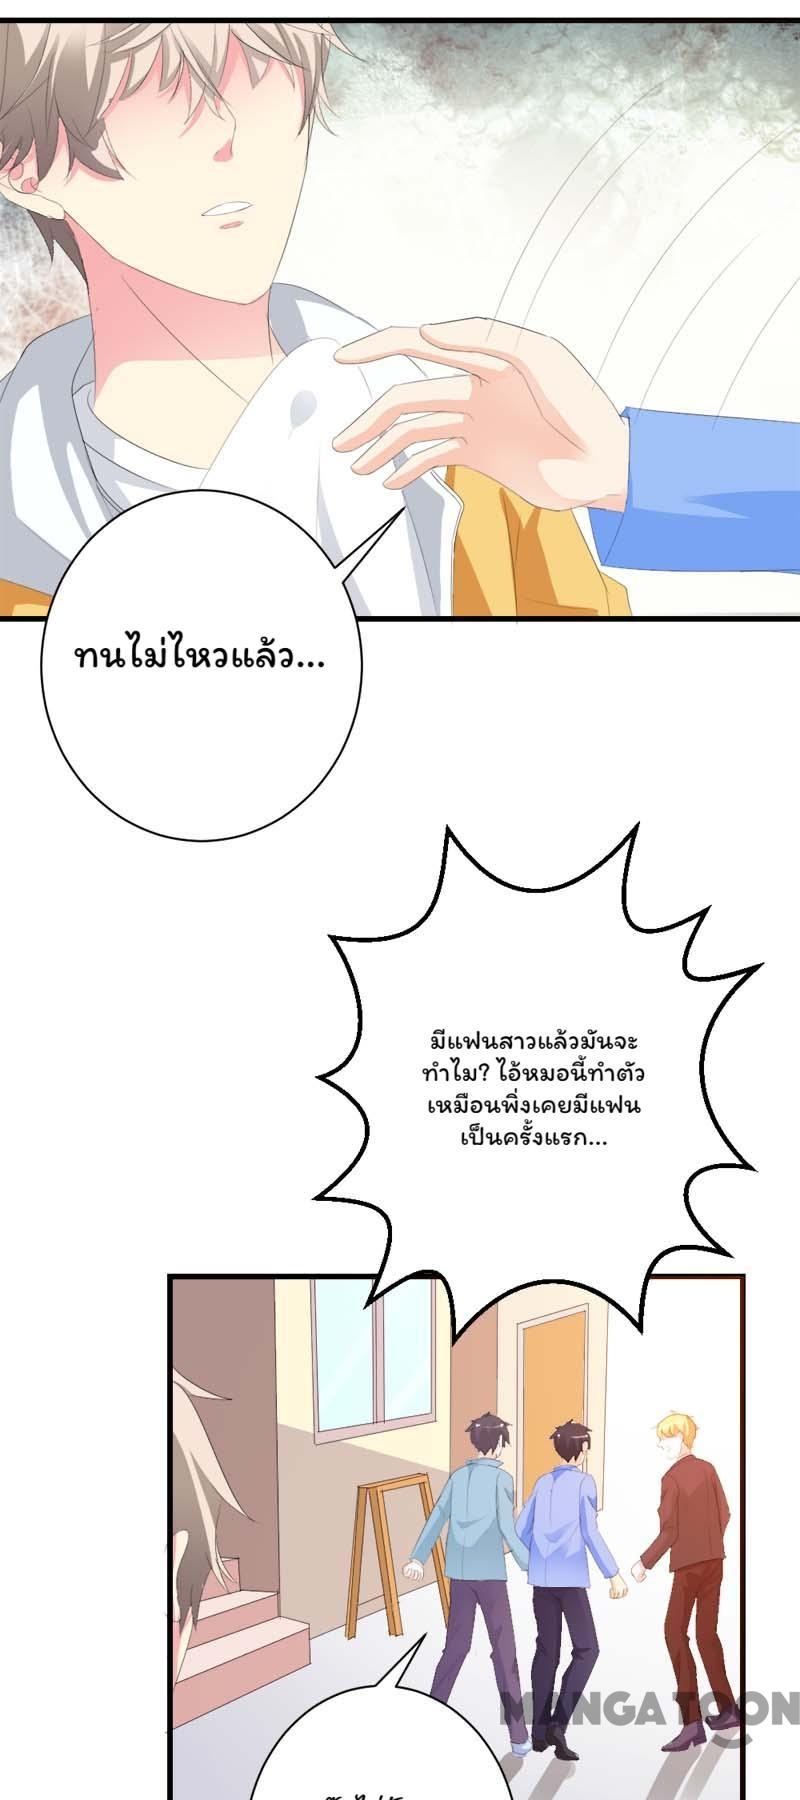 ทนไม่ไหวแล้ว...
มีแฟนสาวแล้วมันจะ
ทำไม? ไอ้หมอนี้ทำตัว
เหมือนพิ่งเคยมีแฟน
เป็นครั้งแรก...
MANGATOON